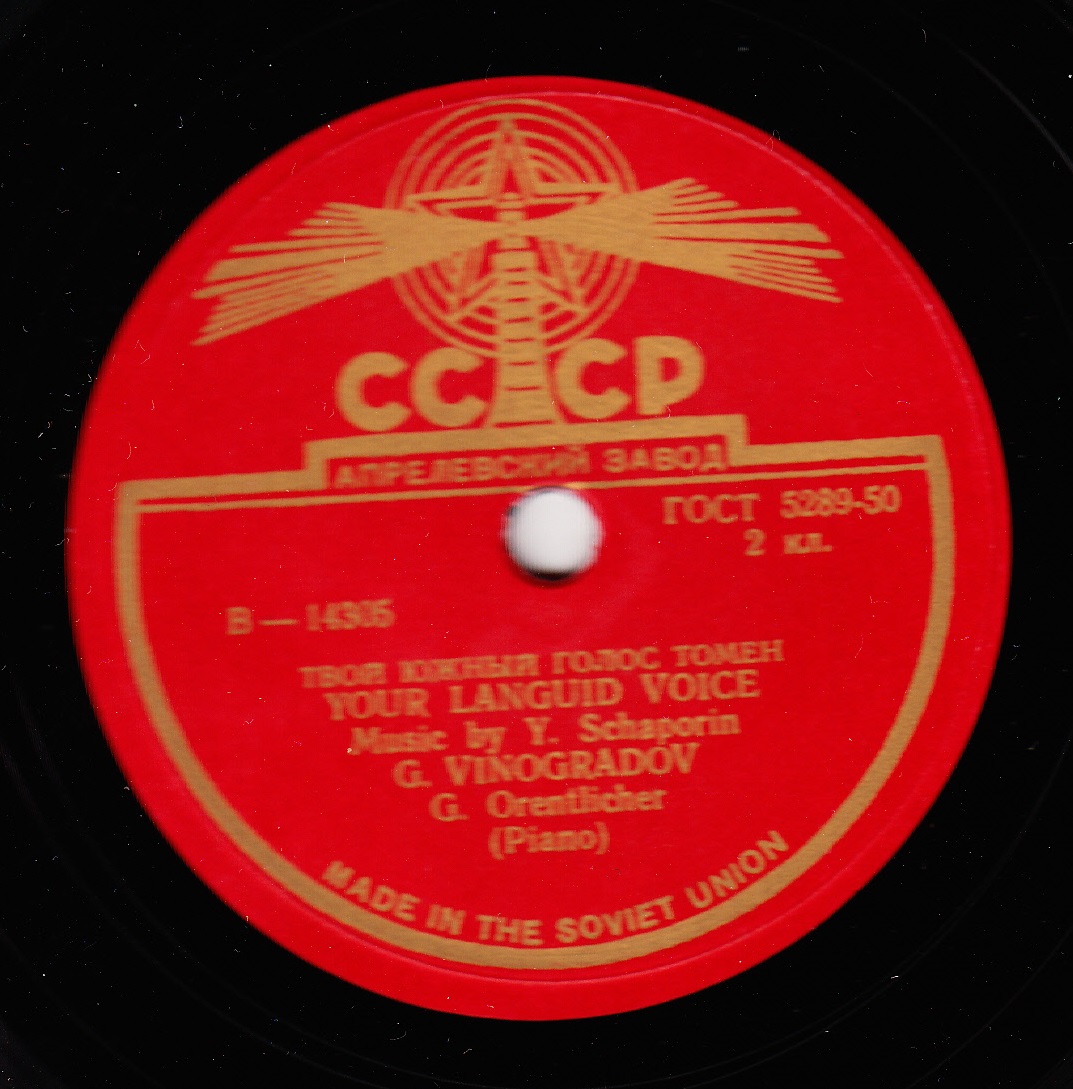 СССР
АПРЕЛЕВСКИЙ ЗАВОД
ГОСТ 5289-50
2 кл.
В — 14305
ТВОЙ ЮЖНЫЙ ГОЛОС ТОМЕН
YOUR LANGUID VOICE
Music by Y. Schaporin
G. VINOGRADOV
G. Orentlicher
(Piano)
MADE IN THE SOVIET UNION